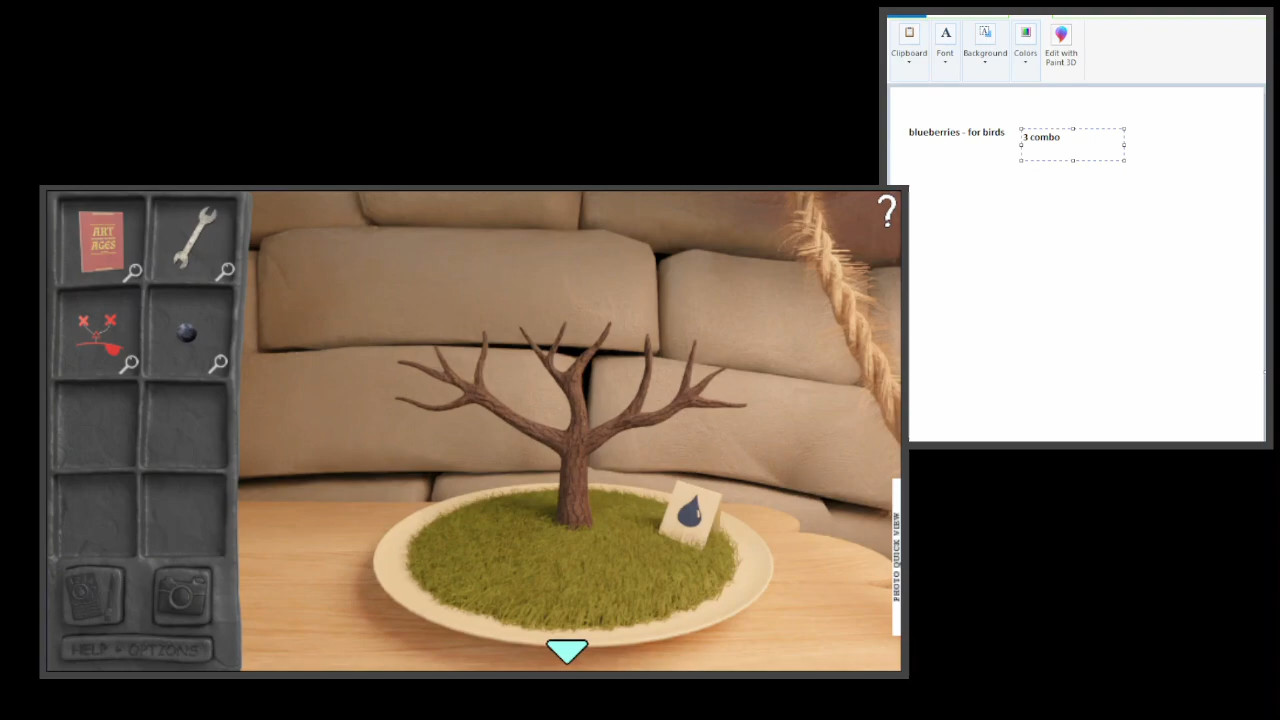 Clipboard
Font
Background
Colors
Edit with
Paint 3D
blueberries - for birds
3 combo
ART
AGES
?
PHOTO QUICK VIEW
HELP + OPTIONS